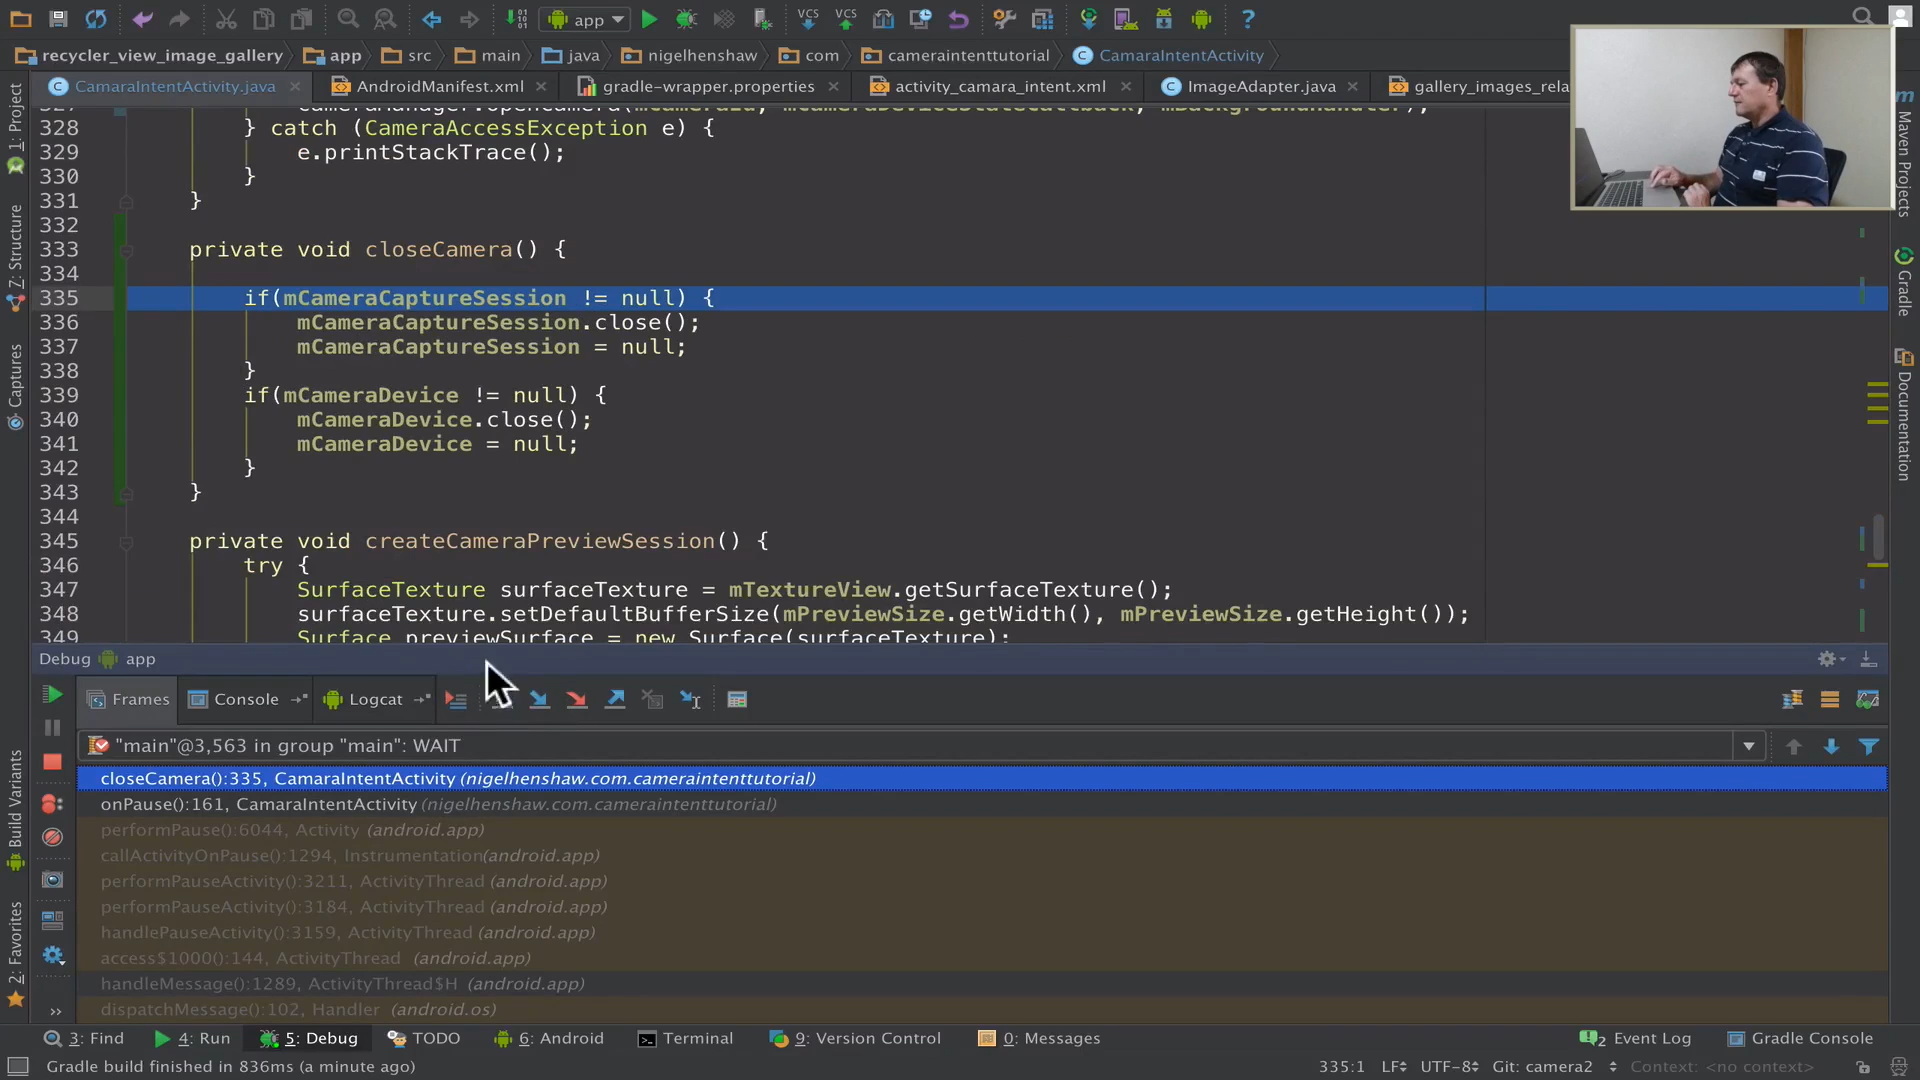 app
VCS
VCS
recycler_view_image_gallery
app
src
main
java
nigelhenshaw
com
cameraintenttutorial
CamaraIntentActivity
CamaraIntentActivity.java
AndroidManifest.xml
gradle-wrapper.properties
activity_camara_intent.xml
ImageAdapter.java
gallery_images_rela
328 } catch (CameraAccessException e) {
329 e.printStackTrace();
330 }
331 }
332
333 private void closeCamera() {
334
335 if(mCameraCaptureSession != null) {
336 mCameraCaptureSession.close();
337 mCameraCaptureSession = null;
338 }
339 if(mCameraDevice != null) {
340 mCameraDevice.close();
341 mCameraDevice = null;
342 }
343 }
344
345 private void createCameraPreviewSession() {
346 try {
347 SurfaceTexture surfaceTexture = mTextureView.getSurfaceTexture();
348 surfaceTexture.setDefaultBufferSize(mPreviewSize.getWidth(), mPreviewSize.getHeight());
349 Surface previewSurface = new Surface(surfaceTexture);
1: Project
7: Structure
Captures
Build Variants
2: Favorites
Maven Projects
Gradle
Documentation
Debug app
Frames
Console
Logcat
"main"@3,563 in group "main": WAIT
closeCamera():335, CamaraIntentActivity (nigelhenshaw.com.cameraintenttutorial)
onPause():161, CamaraIntentActivity (nigelhenshaw.com.cameraintenttutorial)
performPause():6044, Activity (android.app)
callActivityOnPause():1294, Instrumentation (android.app)
performPauseActivity():3211, ActivityThread (android.app)
performPauseActivity():3184, ActivityThread (android.app)
handlePauseActivity():3159, ActivityThread (android.app)
access$1000():144, ActivityThread (android.app)
handleMessage():1289, ActivityThread$H (android.app)
dispatchMessage():102, Handler (android.os)
3: Find
4: Run
5: Debug
TODO
6: Android
Terminal
9: Version Control
0: Messages
2 Event Log
Gradle Console
Gradle build finished in 836ms (a minute ago)
335:1
LF
UTF-8
Git: camera2
Context: <no context>